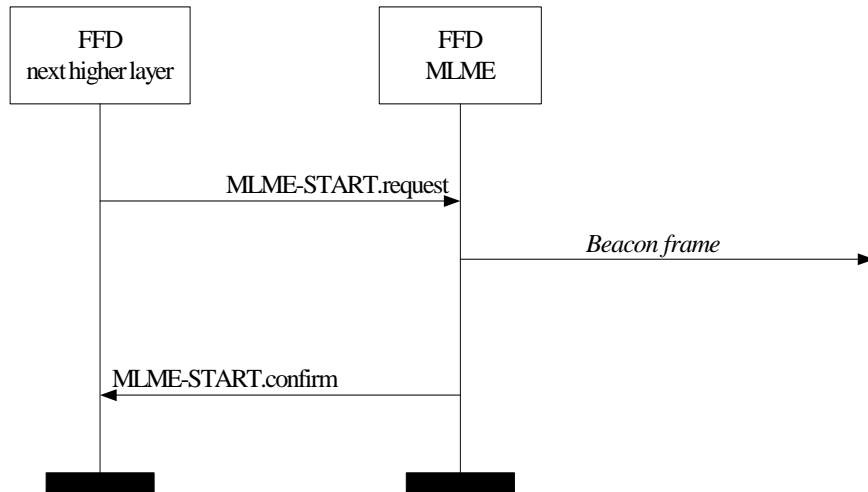 FFD
next higher layer
FFD
MLME
MLME-START.request
Beacon frame
MLME-START.confirm